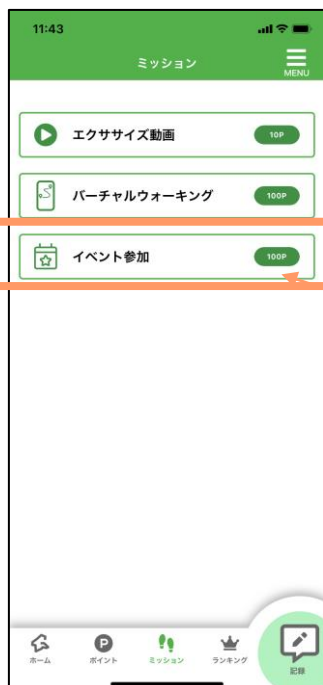 11:43
ミッション
MENU
エクササイズ動画 10P
バーチャルウォーキング 100P
イベント参加 100P
ホーム P ポイント ミッション ランキング 記録